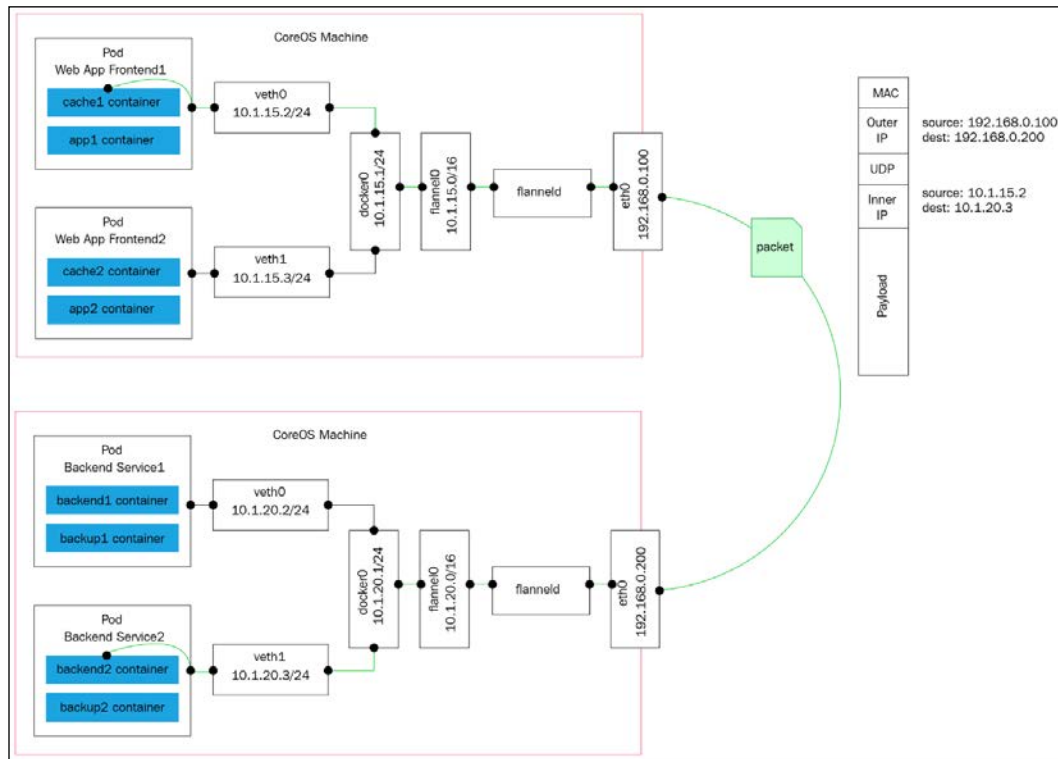 CoreOS Machine
Pod
Web App Frontend1
cache1 container
app1 container
veth0
10.1.15.2/24
Pod
Web App Frontend2
cache2 container
app2 container
veth1
10.1.15.3/24
docker0
10.1.15.1/24
flannel0
10.1.15.0/16
flanneld
eth0
192.168.0.100
packet
MAC
Outer
IP
source: 192.168.0.100
dest: 192.168.0.200
UDP
Inner
IP
source: 10.1.15.2
dest: 10.1.20.3
Payload
CoreOS Machine
Pod
Backend Service1
backend1 container
backup1 container
veth0
10.1.20.2/24
Pod
Backend Service2
backend2 container
backup2 container
veth1
10.1.20.3/24
docker0
10.1.20.1/24
flannel0
10.1.20.0/16
flanneld
eth0
192.168.0.200